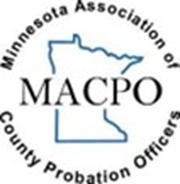 Minnesota Association of
MACPO
County Probation Officers